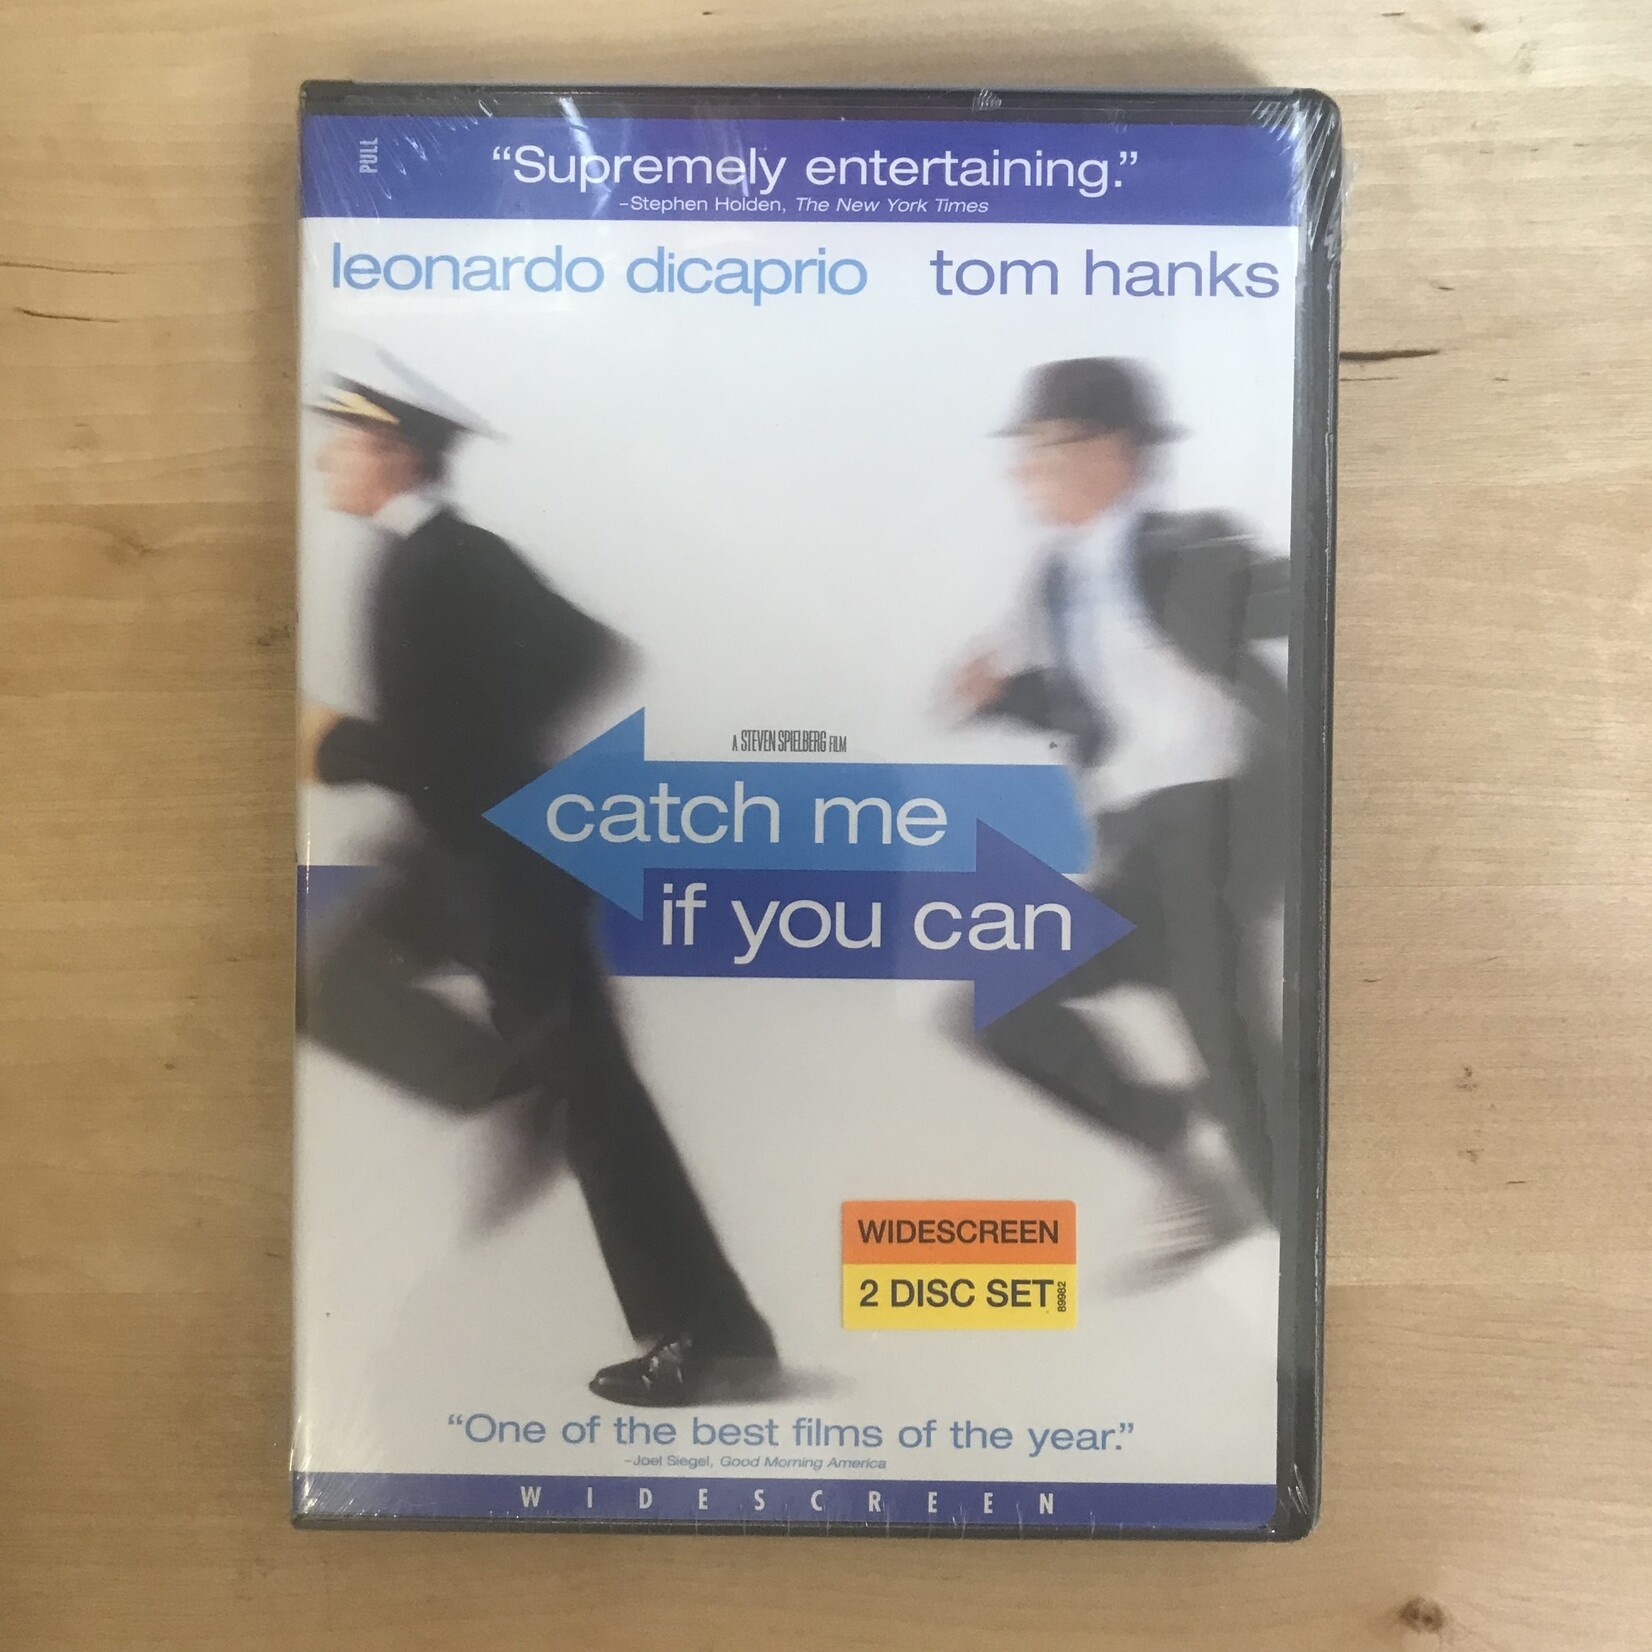 PULL
“Supremely entertaining.”
–Stephen Holden, The New York Times
leonardo dicaprio tom hanks
A STEVEN SPIELBERG FILM
catch me
if you can
WIDESCREEN
2 DISC SET
89982
“One of the best films of the year.”
–Joel Siegel, Good Morning America
WIDESCREEN